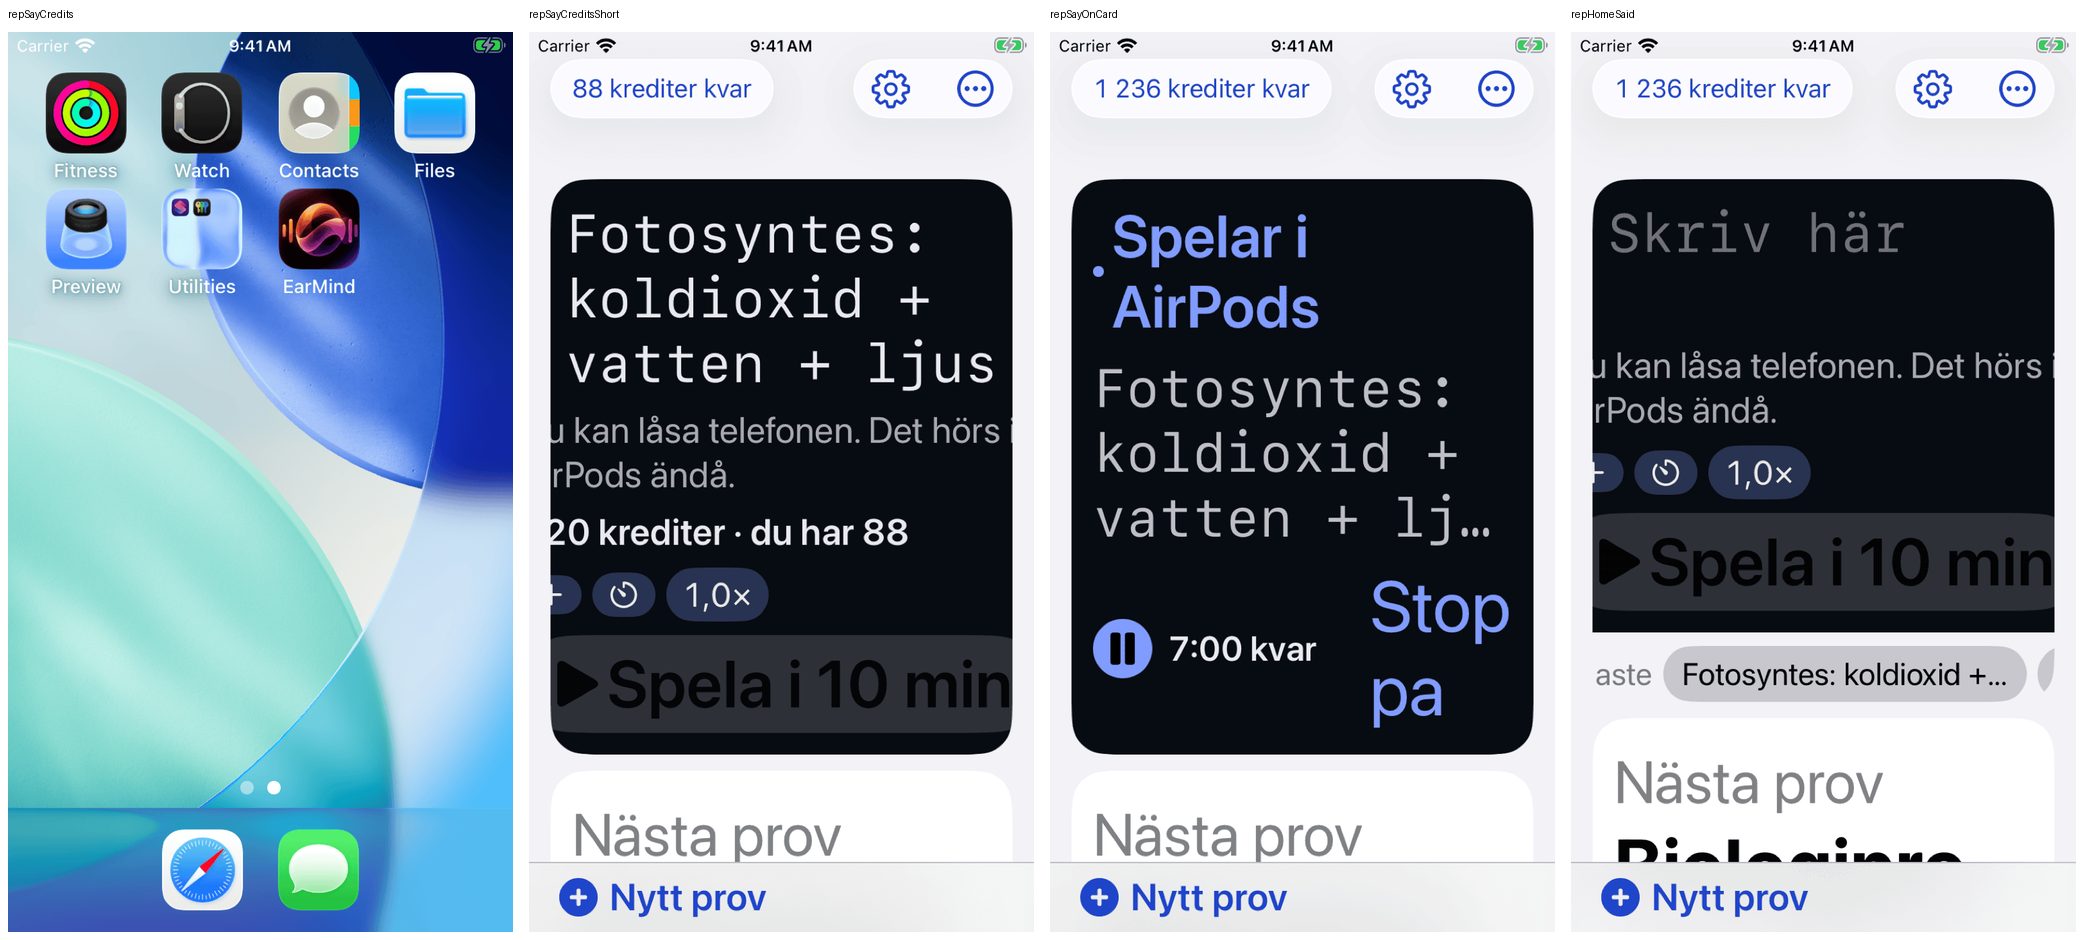 repSayCredits
Carrier 9:41 AM
Fitness
Watch
Contacts
Files
Preview
Utilities
EarMind
repSayCreditsShort
Carrier 9:41 AM
88 krediter kvar
Fotosyntes:
koldioxid +
vatten + ljus
u kan låsa telefonen. Det hörs i
rPods ändå.
20 krediter · du har 88
1,0×
Spela i 10 min
Nästa prov
Nytt prov
repSayOnCard
Carrier 9:41 AM
1 236 krediter kvar
Spelar i
AirPods
Fotosyntes:
koldioxid +
vatten + lj…
7:00 kvar
Stop
pa
Nästa prov
Nytt prov
repHomeSaid
Carrier 9:41 AM
1 236 krediter kvar
Skriv här
u kan låsa telefonen. Det hörs i
rPods ändå.
1,0×
Spela i 10 min
aste
Fotosyntes: koldioxid +...
Nästa prov
Nytt prov